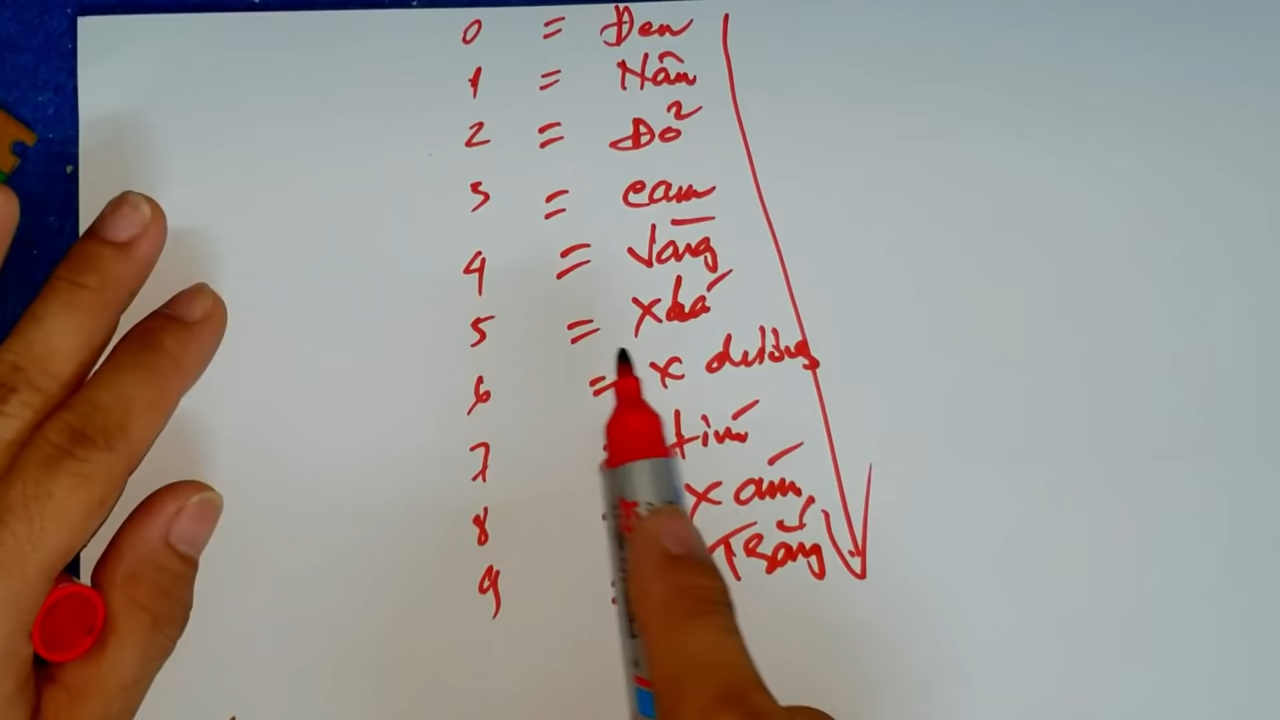 0 = Đen
1 = Nâu
2 = Đỏ
3 = cam
4 = Vàng
5 = X lá
6 = X dương
7 tím
8 xám
9 Trắng